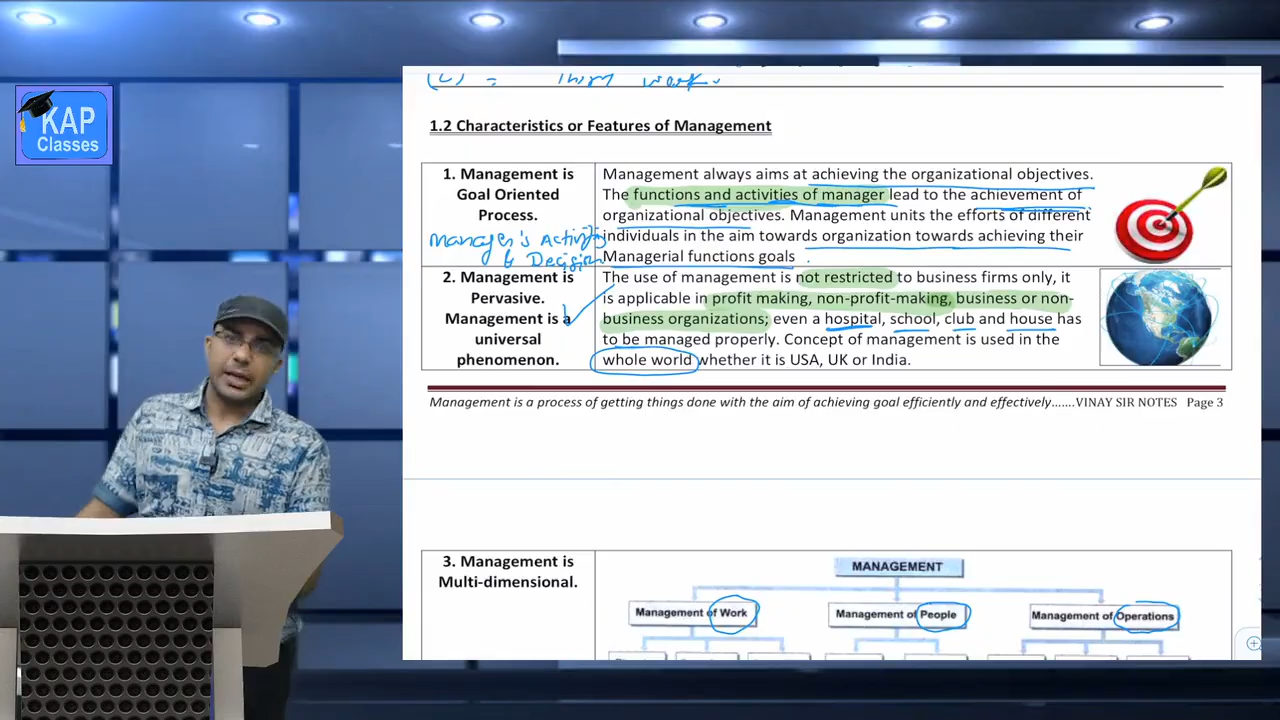 KAP
Classes
(C) =
1.2 Characteristics or Features of Management
1. Management is
Goal Oriented
Process.
Manager's Activities
& Decision
Management always aims at achieving the organizational objectives.
The functions and activities of manager lead to the achievement of
organizational objectives. Management units the efforts of different
individuals in the aim towards organization towards achieving their
Managerial functions goals
2. Management is
Pervasive.
Management is a
universal
phenomenon.
The use of management is not restricted to business firms only, it
is applicable in profit making, non-profit-making, business or non-
business organizations; even a hospital, school, club and house has
to be managed properly. Concept of management is used in the
whole world whether it is USA, UK or India.
Management is a process of getting things done with the aim of achieving goal efficiently and effectively.......VINAY SIR NOTES Page 3
3. Management is
Multi-dimensional.
MANAGEMENT
Management of Work
Management of People
Management of Operations